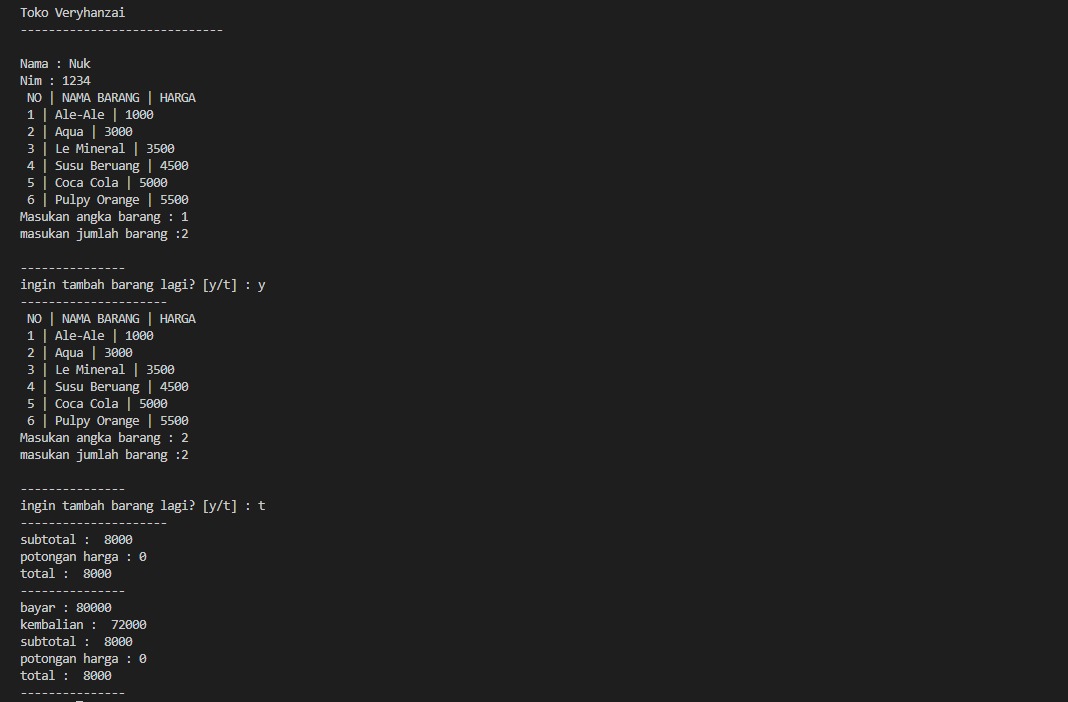 Toko Veryhanzai
-----------------------------
Nama : Nuk
Nim : 1234
NO | NAMA BARANG | HARGA
1 | Ale-Ale | 1000
2 | Aqua | 3000
3 | Le Mineral | 3500
4 | Susu Beruang | 4500
5 | Coca Cola | 5000
6 | Pulpy Orange | 5500
Masukan angka barang : 1
masukan jumlah barang :2
---------------
ingin tambah barang lagi? [y/t] : y
---------------------
NO | NAMA BARANG | HARGA
1 | Ale-Ale | 1000
2 | Aqua | 3000
3 | Le Mineral | 3500
4 | Susu Beruang | 4500
5 | Coca Cola | 5000
6 | Pulpy Orange | 5500
Masukan angka barang : 2
masukan jumlah barang :2
---------------
ingin tambah barang lagi? [y/t] : t
---------------------
subtotal :  8000
potongan harga : 0
total :  8000
---------------
bayar : 80000
kembalian :  72000
subtotal :  8000
potongan harga : 0
total :  8000
---------------